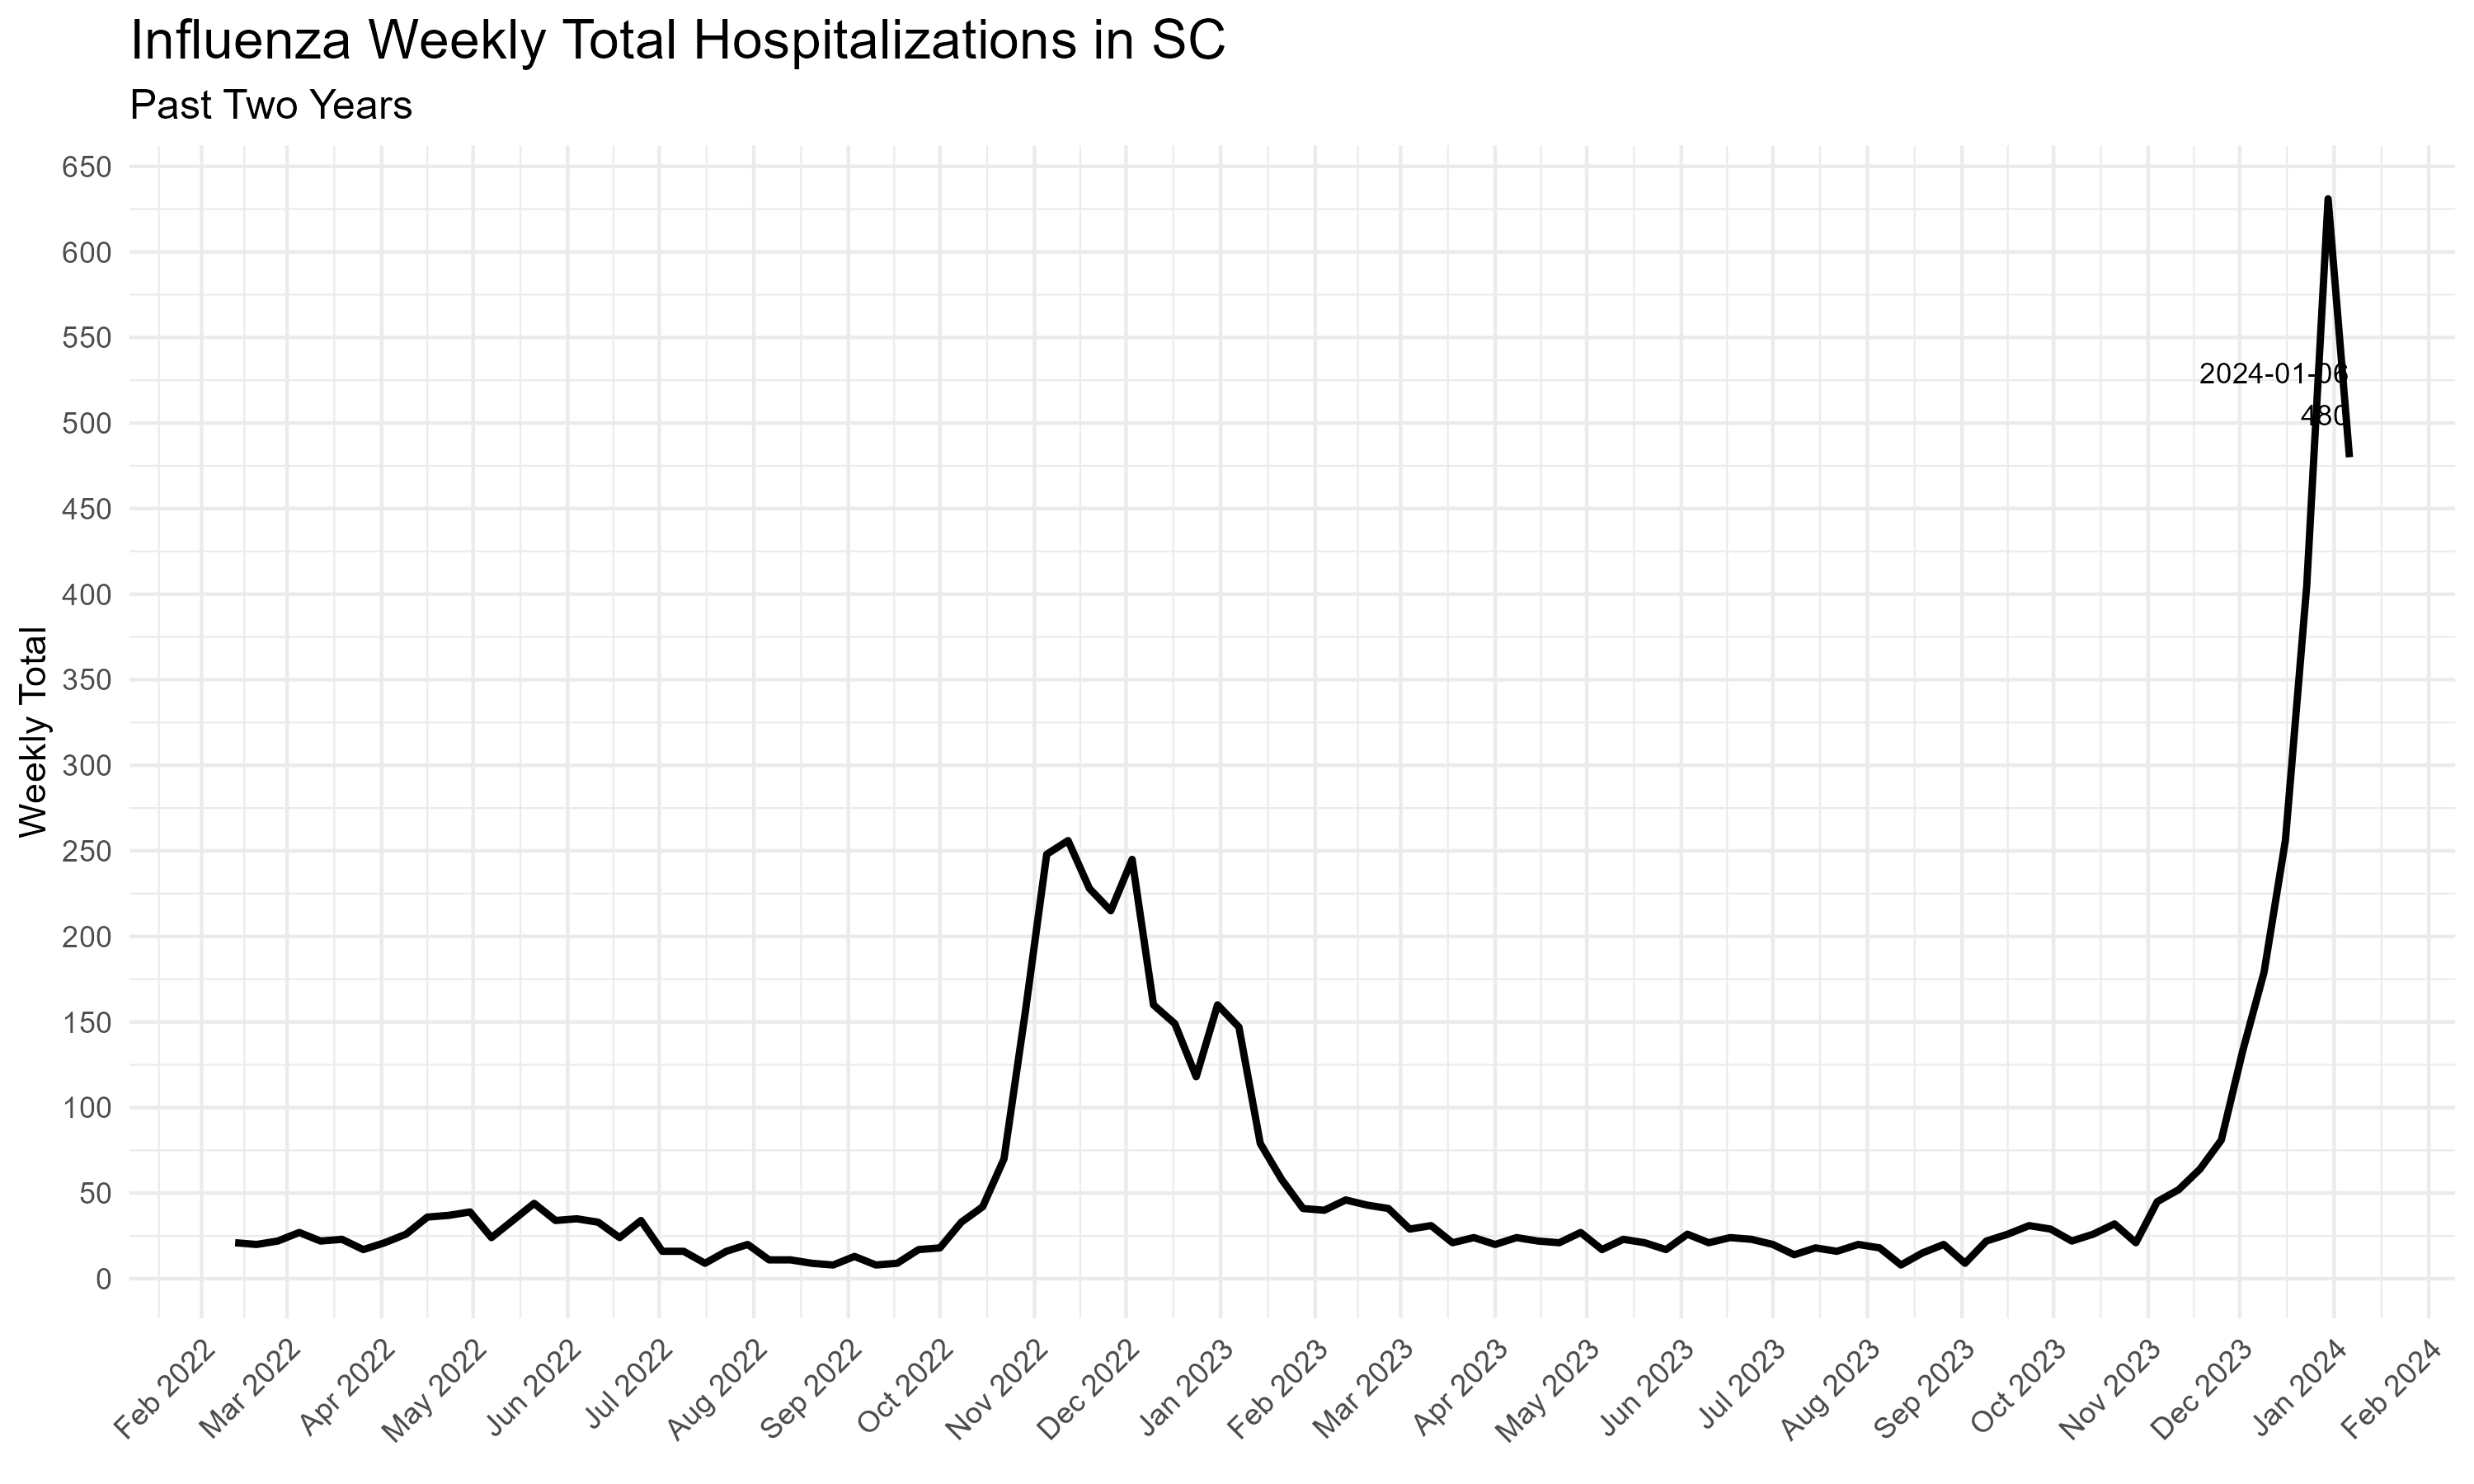 Influenza Weekly Total Hospitalizations in SC
Past Two Years
Weekly Total
650
600
550
500
450
400
350
300
250
200
150
100
50
0
2024-01-06
480
Feb 2022
Mar 2022
Apr 2022
May 2022
Jun 2022
Jul 2022
Aug 2022
Sep 2022
Oct 2022
Nov 2022
Dec 2022
Jan 2023
Feb 2023
Mar 2023
Apr 2023
May 2023
Jun 2023
Jul 2023
Aug 2023
Sep 2023
Oct 2023
Nov 2023
Dec 2023
Jan 2024
Feb 2024